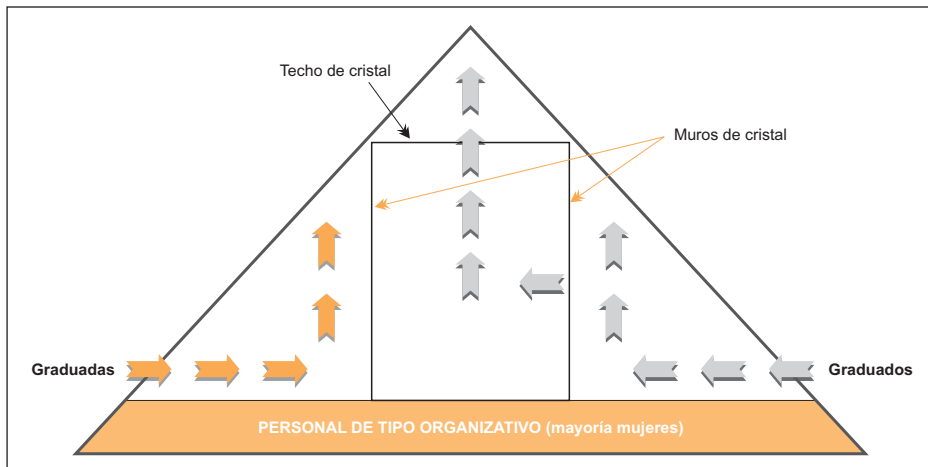 Techo de cristal
Muros de cristal
Graduadas
Graduados
PERSONAL DE TIPO ORGANIZATIVO (mayoría mujeres)